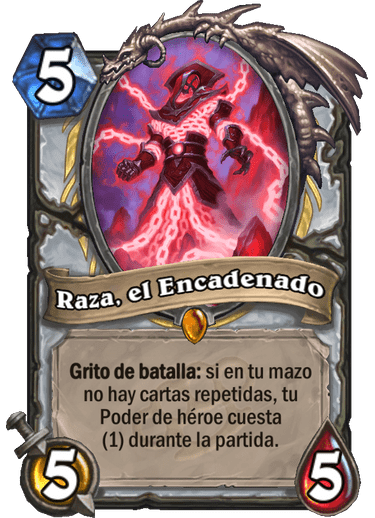 5
Raza, el Encadenado
Grito de batalla: si en tu mazo
no hay cartas repetidas, tu
Poder de héroe cuesta
(1) durante la partida.
5
5